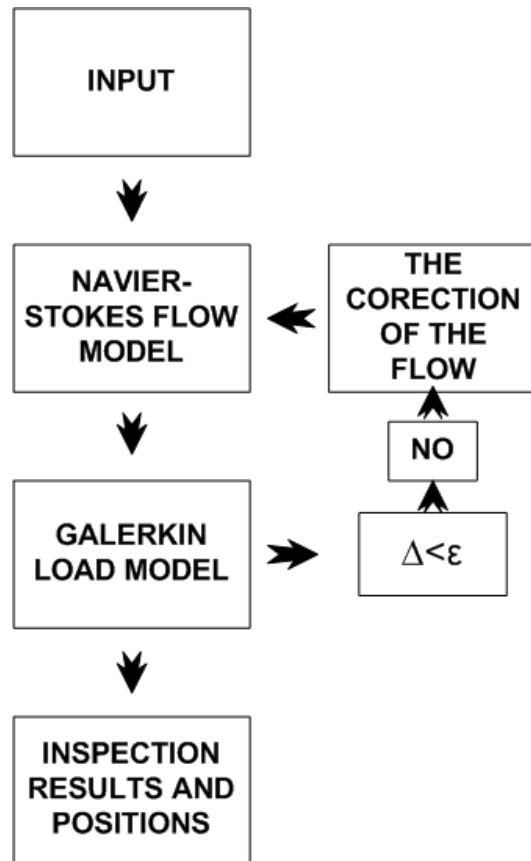 INPUT
NAVIER-
STOKES FLOW
MODEL
THE
CORECTION
OF THE
FLOW
NO
GALERKIN
LOAD MODEL
Δ<ε
INSPECTION
RESULTS AND
POSITIONS